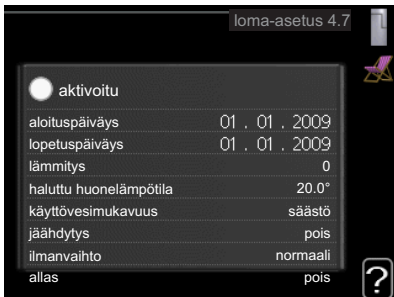 loma-asetus 4.7
aktivoitu
aloituspäiväys 01 . 01 . 2009
lopetuspäiväys 01 . 01 . 2009
lämmitys 0
haluttu huonelämpötila 20.0°
käyttövesimukavuus säästö
jäähdytys pois
ilmanvaihto normaali
allas pois
?